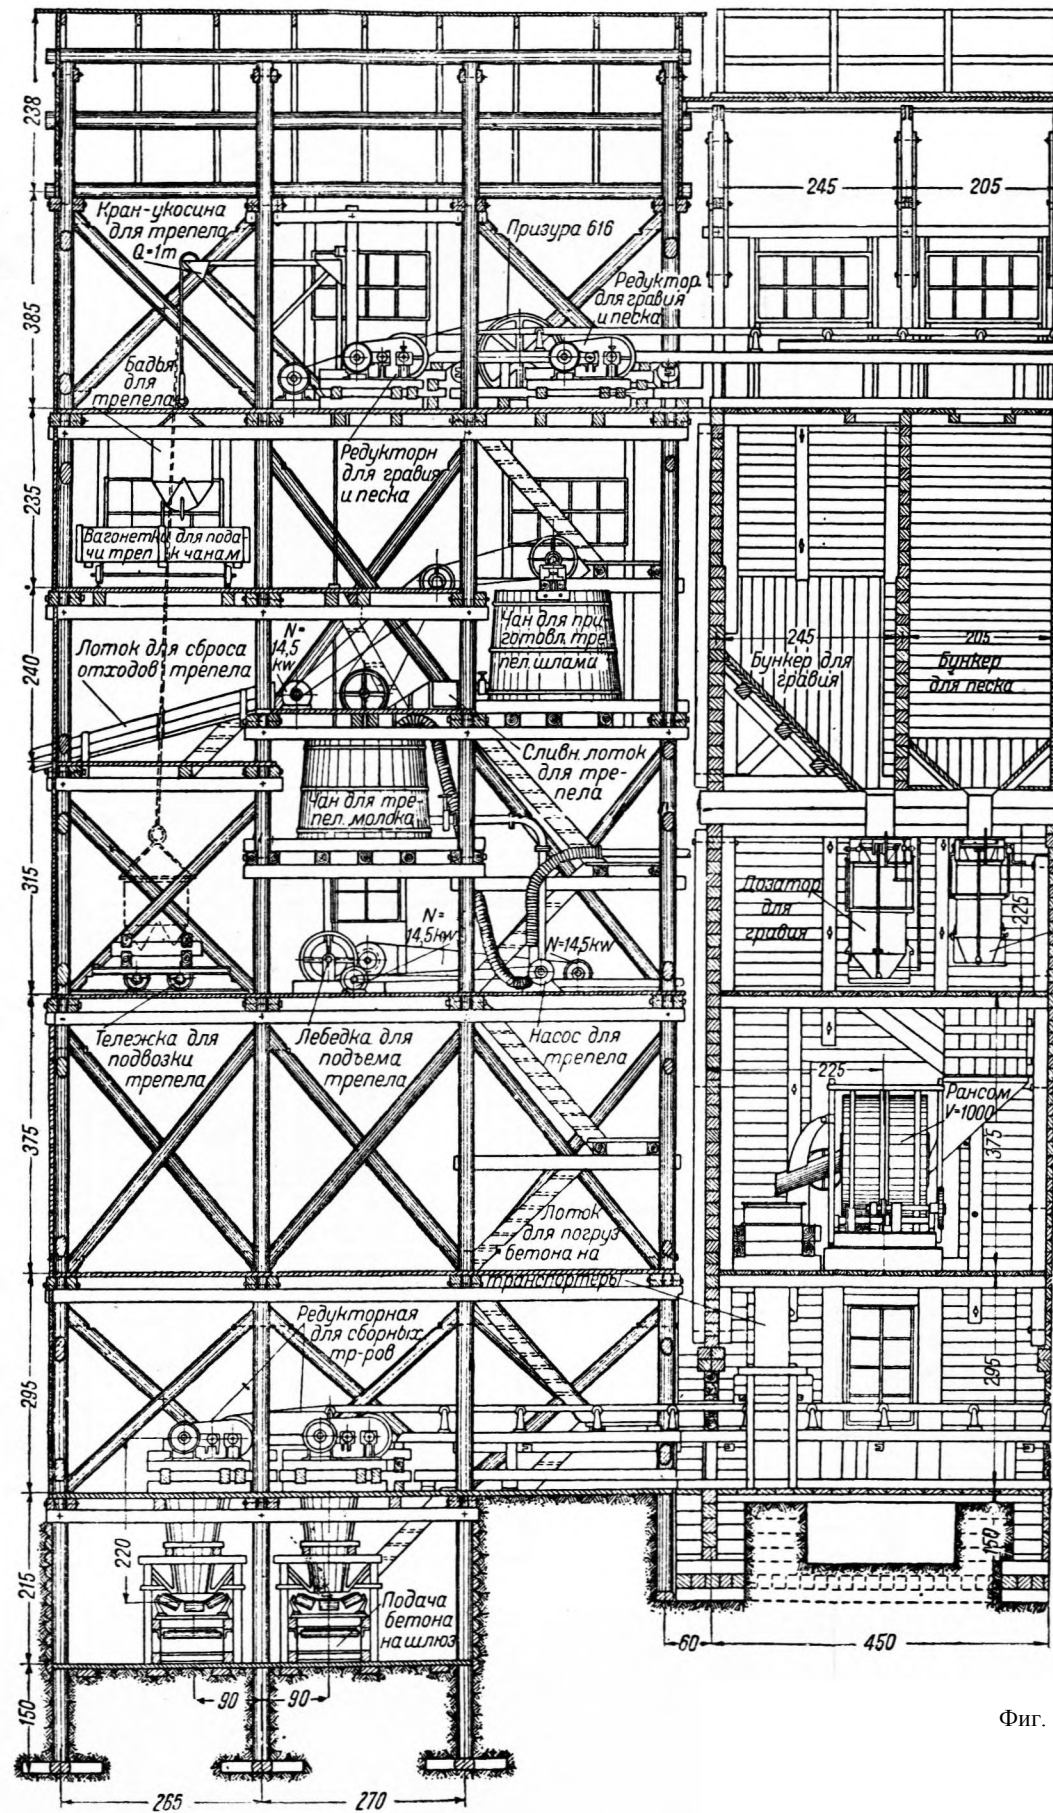 238
385
235
240
315
375
295
215
150
Кран-укосина
для трепела
Q=1т
Призура 616
Редуктор
для гравия
и песка
245
205
Бадья
для
трепела
Редукторн
для гравия
и песка
Вагонетка для пода-
чи треп. к чанам
Чан для при
готовл. тре
пел. шлама
Лоток для сброса
отходов трепела
N=
14,5
kw
245
205
Бункер для
гравия
Бункер
для песка
Сливн. лоток
для тре-
пела
Чан для тре-
пел. молока
N=
14,5kw
N=14,5kw
Дозатор
для
гравия
225
Тележка для
подвозки
трепела
Лебедка для
подъема
трепела
Насос для
трепела
225
Рансом
V=1000
375
Лоток
для погруз
бетона на
транспортеры
Редукторная
для сборных
тр-ров
295
220
Подача
бетона
на шлюз
150
60
450
90
90
265
270
Фиг.